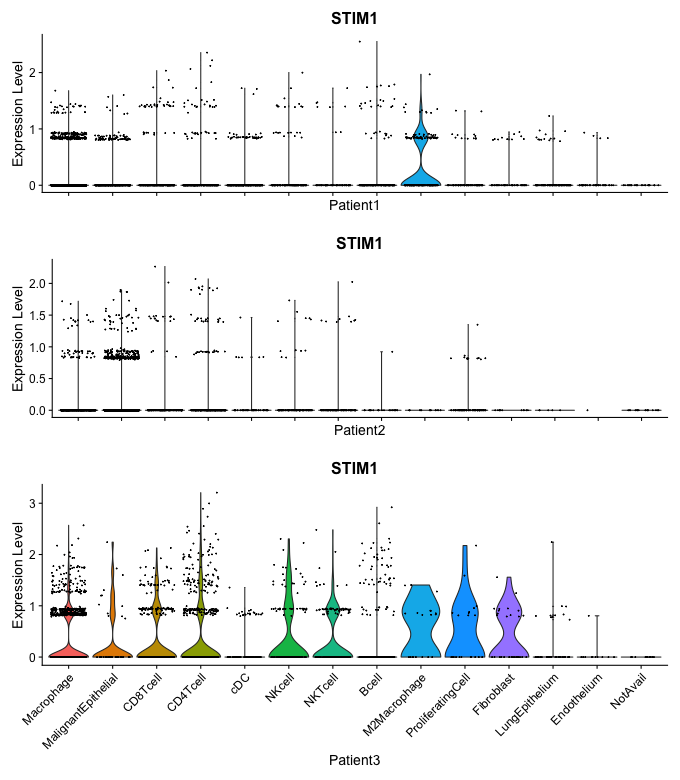 STIM1
Expression Level
2
1
0
Patient1
STIM1
Expression Level
2.0
1.5
1.0
0.5
0.0
Patient2
STIM1
Expression Level
3
2
1
0
Macrophage
MalignantEpithelial
CD8Tcell
CD4Tcell
cDC
NKcell
NKTcell
Bcell
M2Macrophage
ProliferatingCell
Fibroblast
LungEpithelium
Endothelium
NotAvail
Patient3